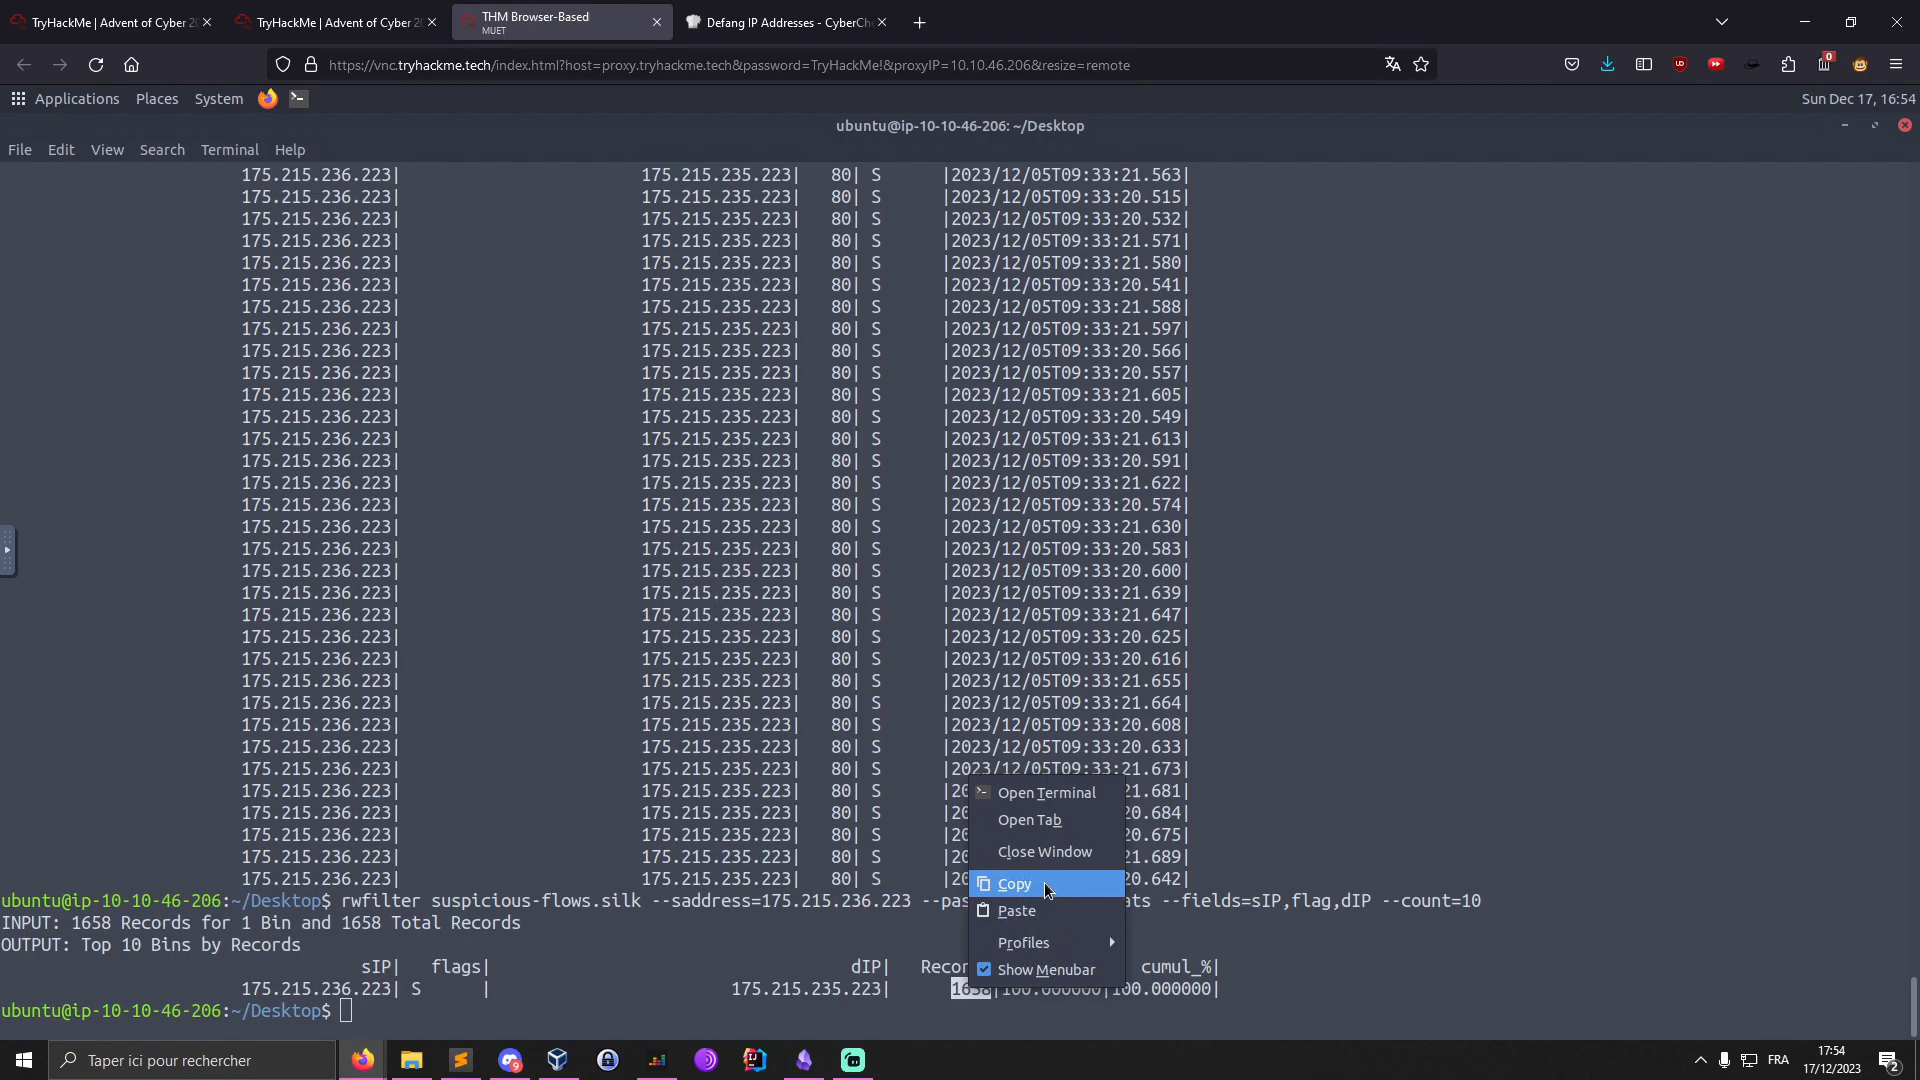 TryHackMe | Advent of Cyber 20
TryHackMe | Advent of Cyber 20
THM Browser-Based
MUET
Defang IP Addresses - CyberChe
https://vnc.tryhackme.tech/index.html?host=proxy.tryhackme.tech&password=TryHackMe!&proxyIP=10.10.46.206&resize=remote
0
Applications Places System
Sun Dec 17, 16:54
ubuntu@ip-10-10-46-206: ~/Desktop
File Edit View Search Terminal Help
175.215.236.223| 175.215.235.223| 80| S |2023/12/05T09:33:21.563|
175.215.236.223| 175.215.235.223| 80| S |2023/12/05T09:33:20.515|
175.215.236.223| 175.215.235.223| 80| S |2023/12/05T09:33:20.532|
175.215.236.223| 175.215.235.223| 80| S |2023/12/05T09:33:21.571|
175.215.236.223| 175.215.235.223| 80| S |2023/12/05T09:33:21.580|
175.215.236.223| 175.215.235.223| 80| S |2023/12/05T09:33:20.541|
175.215.236.223| 175.215.235.223| 80| S |2023/12/05T09:33:21.588|
175.215.236.223| 175.215.235.223| 80| S |2023/12/05T09:33:21.597|
175.215.236.223| 175.215.235.223| 80| S |2023/12/05T09:33:20.566|
175.215.236.223| 175.215.235.223| 80| S |2023/12/05T09:33:20.557|
175.215.236.223| 175.215.235.223| 80| S |2023/12/05T09:33:21.605|
175.215.236.223| 175.215.235.223| 80| S |2023/12/05T09:33:20.549|
175.215.236.223| 175.215.235.223| 80| S |2023/12/05T09:33:21.613|
175.215.236.223| 175.215.235.223| 80| S |2023/12/05T09:33:20.591|
175.215.236.223| 175.215.235.223| 80| S |2023/12/05T09:33:21.622|
175.215.236.223| 175.215.235.223| 80| S |2023/12/05T09:33:20.574|
175.215.236.223| 175.215.235.223| 80| S |2023/12/05T09:33:21.630|
175.215.236.223| 175.215.235.223| 80| S |2023/12/05T09:33:20.583|
175.215.236.223| 175.215.235.223| 80| S |2023/12/05T09:33:20.600|
175.215.236.223| 175.215.235.223| 80| S |2023/12/05T09:33:21.639|
175.215.236.223| 175.215.235.223| 80| S |2023/12/05T09:33:21.647|
175.215.236.223| 175.215.235.223| 80| S |2023/12/05T09:33:20.625|
175.215.236.223| 175.215.235.223| 80| S |2023/12/05T09:33:20.616|
175.215.236.223| 175.215.235.223| 80| S |2023/12/05T09:33:21.655|
175.215.236.223| 175.215.235.223| 80| S |2023/12/05T09:33:21.664|
175.215.236.223| 175.215.235.223| 80| S |2023/12/05T09:33:20.608|
175.215.236.223| 175.215.235.223| 80| S |2023/12/05T09:33:20.633|
175.215.236.223| 175.215.235.223| 80| S |2023/12/05T09:33:21.673|
175.215.236.223| 175.215.235.223| 80| S |20 21.681|
175.215.236.223| 175.215.235.223| 80| S |20 20.684|
175.215.236.223| 175.215.235.223| 80| S |20 20.675|
175.215.236.223| 175.215.235.223| 80| S |20 21.689|
175.215.236.223| 175.215.235.223| 80| S |20 20.642|
ubuntu@ip-10-10-46-206:~/Desktop$ rwfilter suspicious-flows.silk --saddress=175.215.236.223 --pas ats --fields=sIP,flag,dIP --count=10
INPUT: 1658 Records for 1 Bin and 1658 Total Records
OUTPUT: Top 10 Bins by Records
sIP| flags| dIP| Recor cumul_%|
175.215.236.223| S | 175.215.235.223| 1658|100.000000|100.000000|
ubuntu@ip-10-10-46-206:~/Desktop$
Open Terminal
Open Tab
Close Window
Copy
Paste
Profiles
Show Menubar
Taper ici pour rechercher
9
FRA
17:54
17/12/2023
2